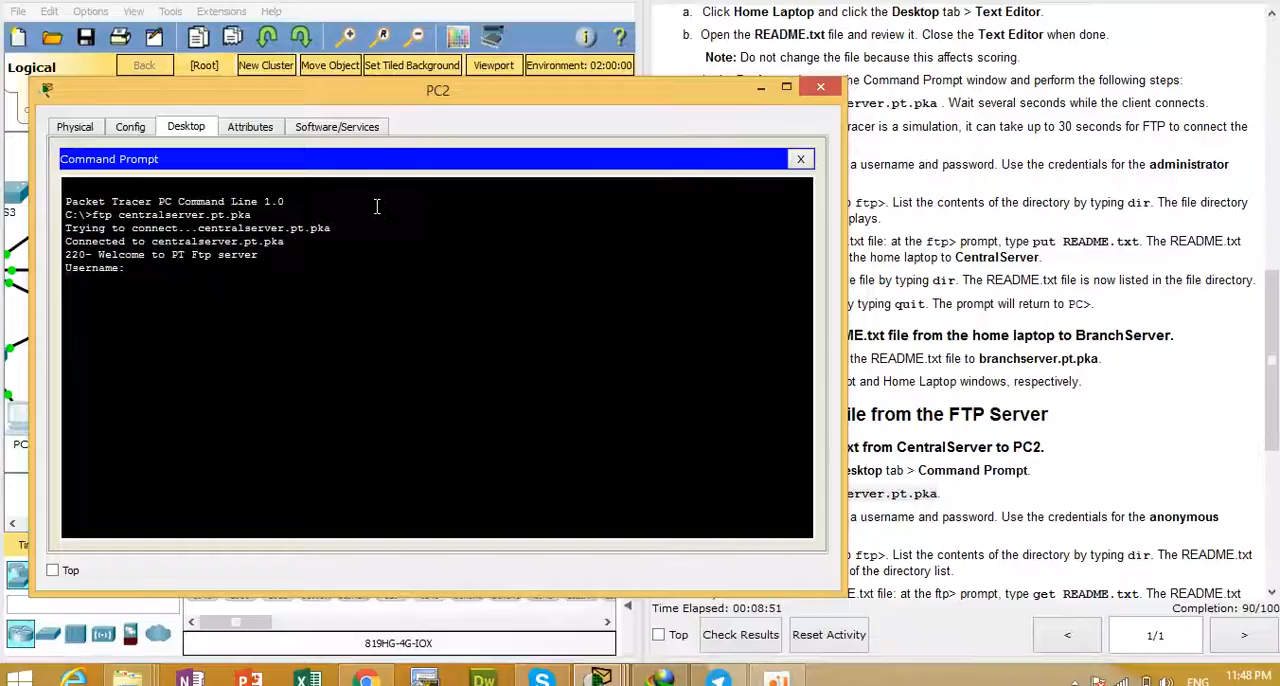 File Edit Options View Tools Extensions Help
Logical Back [Root] New Cluster Move Object Set Tiled Background Viewport Environment: 02:00:00
PC2
Physical Config Desktop Attributes Software/Services
Command Prompt X
Packet Tracer PC Command Line 1.0
C:\>ftp centralserver.pt.pka
Trying to connect...centralserver.pt.pka
Connected to centralserver.pt.pka
220- Welcome to PT Ftp server
Username:
Top
S3
PC
819HG-4G-IOX
a. Click Home Laptop and click the Desktop tab > Text Editor.
b. Open the README.txt file and review it. Close the Text Editor when done.
Note: Do not change the file because this affects scoring.
the Command Prompt window and perform the following steps:
erver.pt.pka . Wait several seconds while the client connects.
racer is a simulation, it can take up to 30 seconds for FTP to connect the
a username and password. Use the credentials for the administrator
ftp>. List the contents of the directory by typing dir. The file directory
plays.
txt file: at the ftp> prompt, type put README.txt. The README.txt
the home laptop to CentralServer.
e file by typing dir. The README.txt file is now listed in the file directory.
y typing quit. The prompt will return to PC>.
ME.txt file from the home laptop to BranchServer.
the README.txt file to branchserver.pt.pka.
pt and Home Laptop windows, respectively.
ile from the FTP Server
xt from CentralServer to PC2.
esktop tab > Command Prompt.
erver.pt.pka.
a username and password. Use the credentials for the anonymous
ftp>. List the contents of the directory by typing dir. The README.txt
of the directory list.
txt file: at the ftp> prompt, type get README.txt. The README.txt
Time Elapsed: 00:08:51 Completion: 90/100
Top Check Results Reset Activity < 1/1 >
ENG 11:48 PM